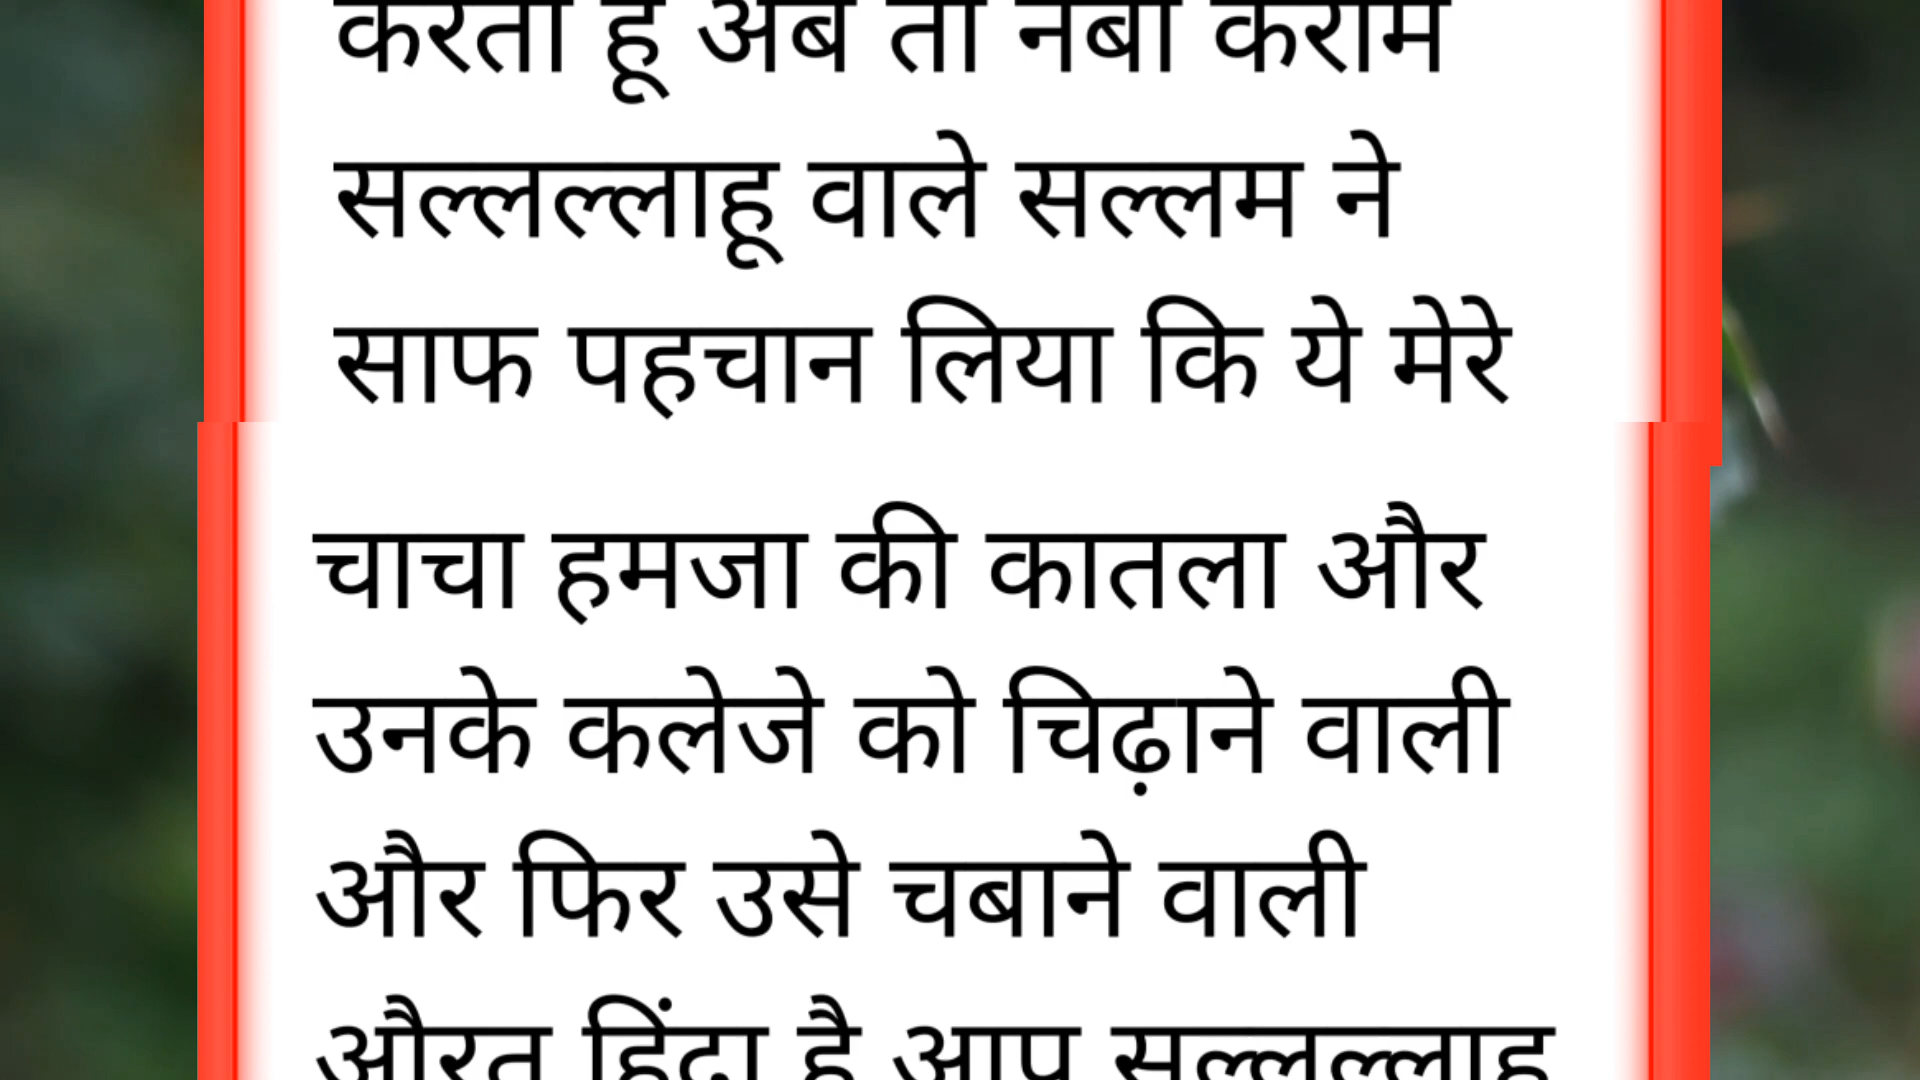 करता हूं अब तो नबी करीम
सल्लल्लाहू वाले सल्लम ने
साफ पहचान लिया कि ये मेरे
चाचा हमजा की कातला और
उनके कलेजे को चिढ़ाने वाली
और फिर उसे चबाने वाली
औरत हिंदा है आप सल्लल्लाहू